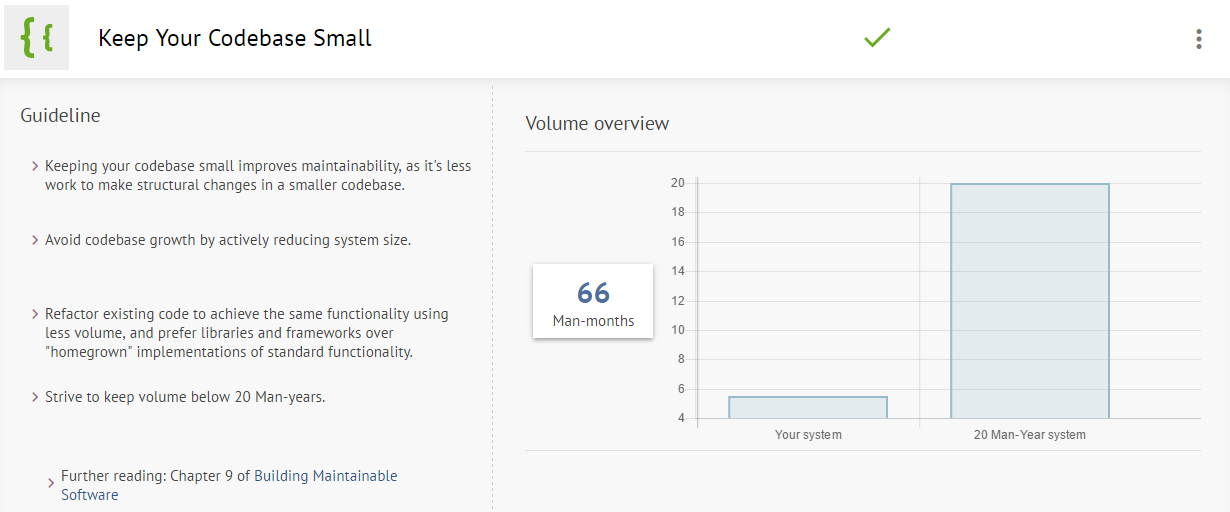 Keep Your Codebase Small
Guideline
Keeping your codebase small improves maintainability, as it's less
work to make structural changes in a smaller codebase.
Avoid codebase growth by actively reducing system size.
Refactor existing code to achieve the same functionality using
less volume, and prefer libraries and frameworks over
"homegrown" implementations of standard functionality.
Strive to keep volume below 20 Man-years.
Further reading: Chapter 9 of Building Maintainable
Software
Volume overview
66
Man-months
20
18
16
14
12
10
8
6
4
Your system
20 Man-Year system